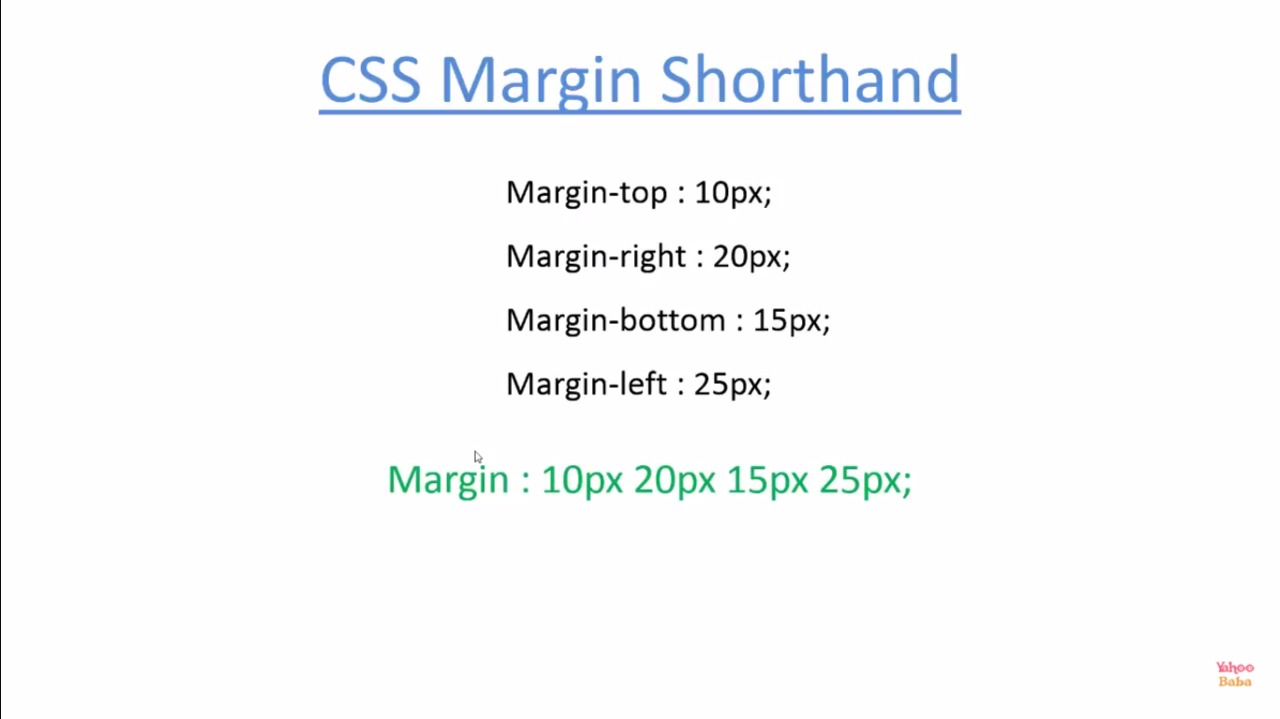 CSS Margin Shorthand
Margin-top : 10px;
Margin-right : 20px;
Margin-bottom : 15px;
Margin-left : 25px;
Margin : 10px 20px 15px 25px;
Yahoo
Baba